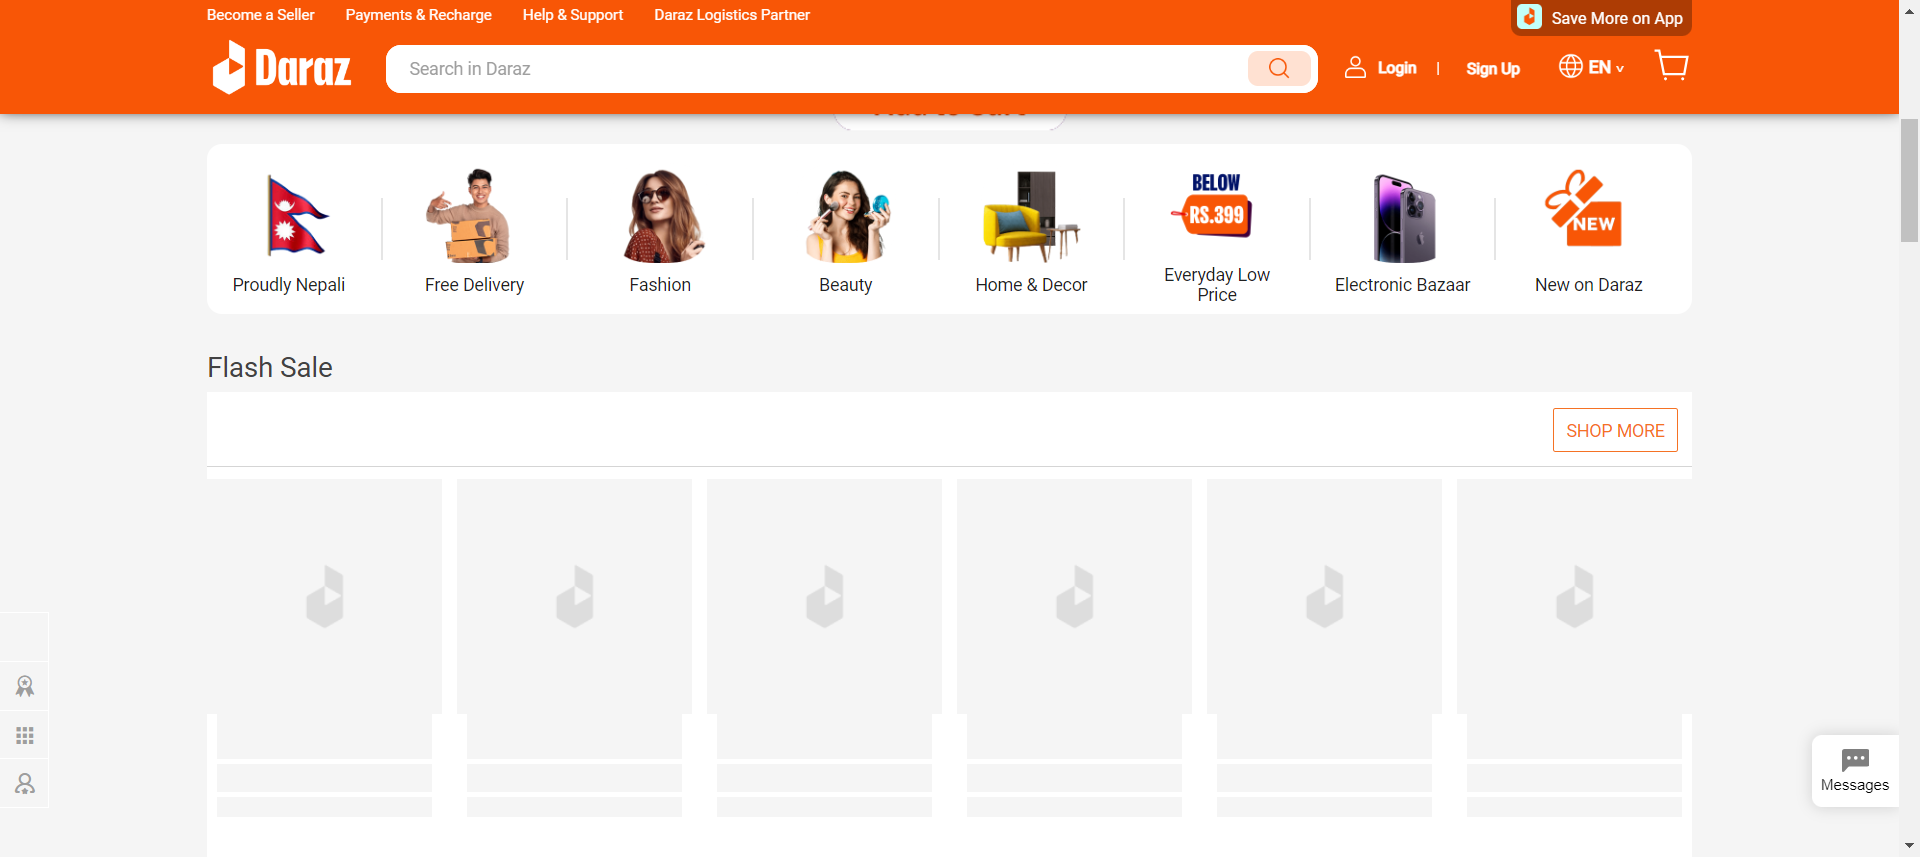 Become a Seller Payments & Recharge Help & Support Daraz Logistics Partner
Save More on App
Daraz
Search in Daraz
Login | Sign Up
EN
BELOW
RS.399
NEW
Proudly Nepali
Free Delivery
Fashion
Beauty
Home & Decor
Everyday Low
Price
Electronic Bazaar
New on Daraz
Flash Sale
SHOP MORE
Messages